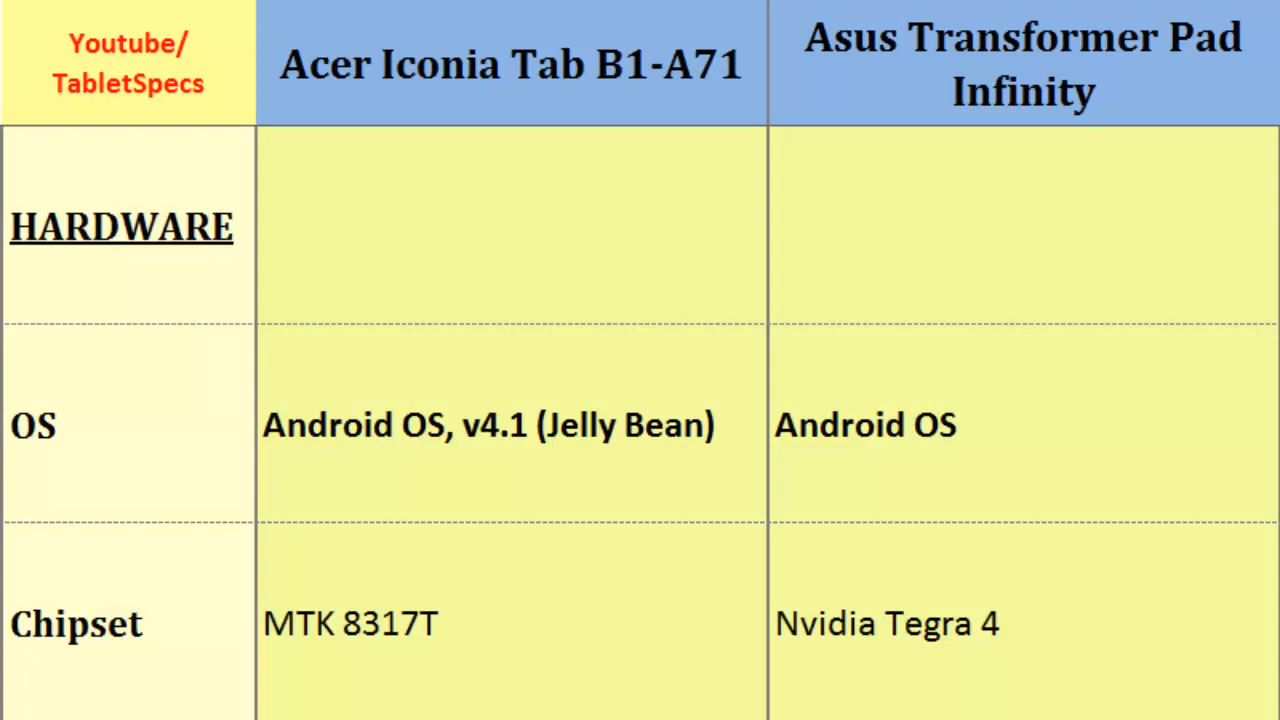 Youtube/
TabletSpecs
Acer Iconia Tab B1-A71
Asus Transformer Pad
Infinity
HARDWARE
OS
Android OS, v4.1 (Jelly Bean)
Android OS
Chipset
MTK 8317T
Nvidia Tegra 4